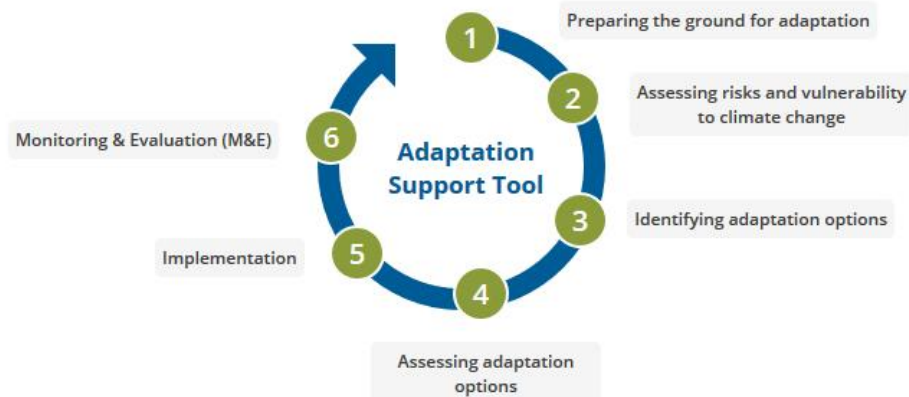 1
Preparing the ground for adaptation
2
Assessing risks and vulnerability
to climate change
6
Monitoring & Evaluation (M&E)
Adaptation
Support Tool
3
Identifying adaptation options
5
Implementation
4
Assessing adaptation
options